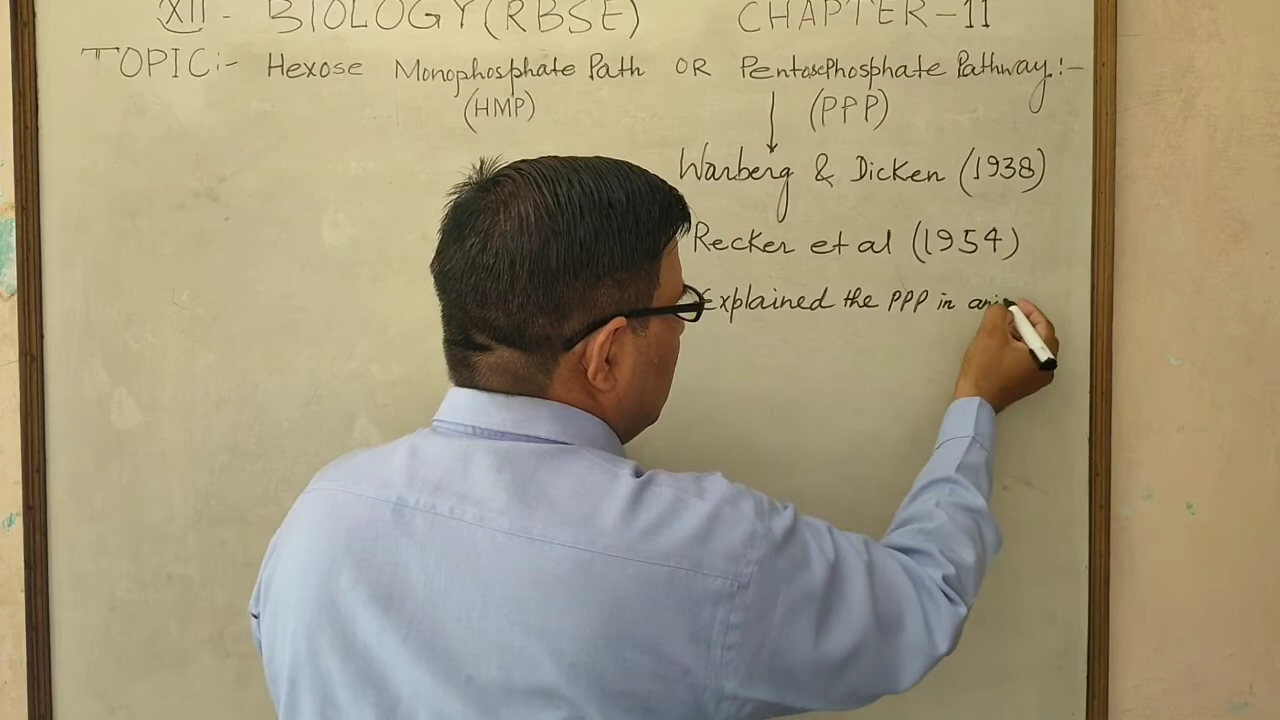 XII - BIOLOGY (RBSE) CHAPTER-11
TOPIC:- Hexose Monophosphate Path OR PentosePhosphate Pathway:-
(HMP) (PPP)
Warberg & Dicken (1938)
Recker et al (1954)
Explained the PPP in ani